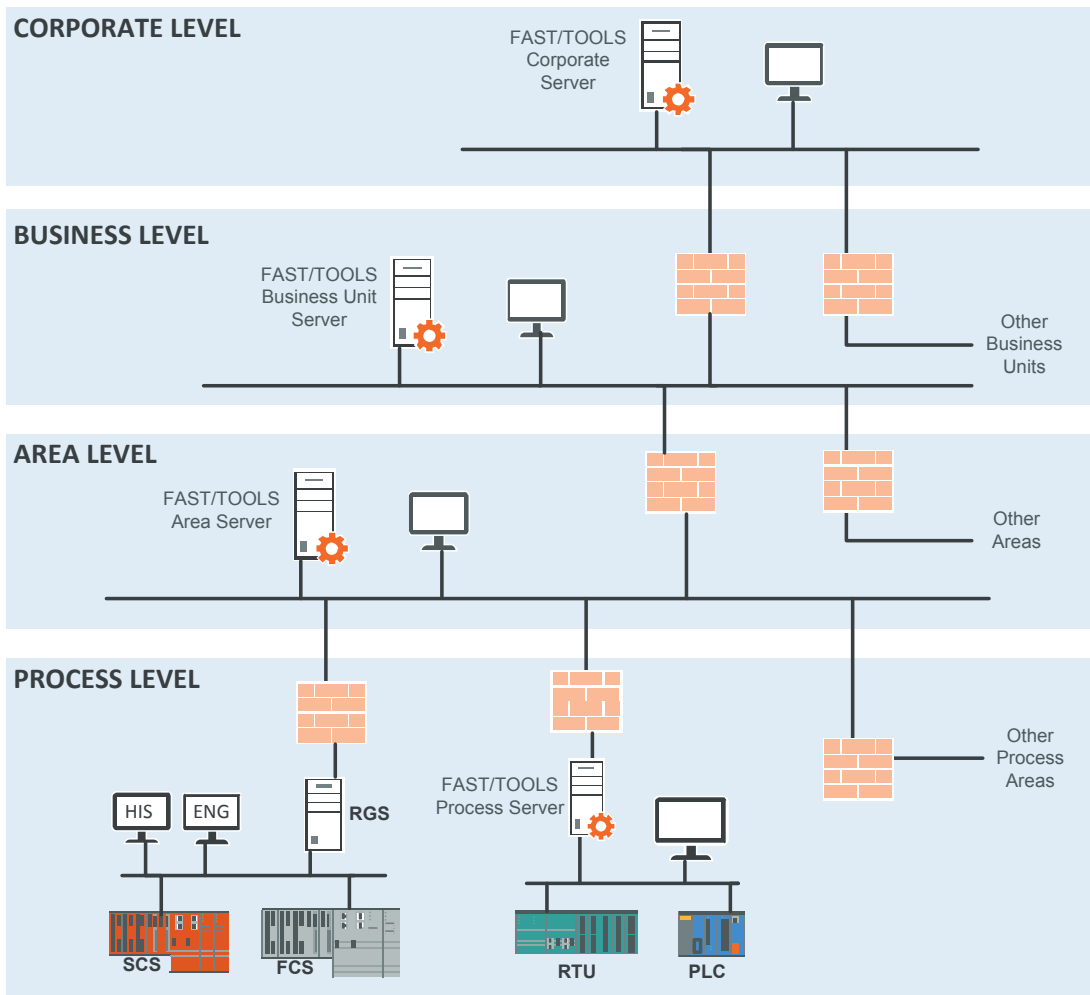 CORPORATE LEVEL
FAST/TOOLS
Corporate
Server
BUSINESS LEVEL
FAST/TOOLS
Business Unit
Server
Other
Business
Units
AREA LEVEL
FAST/TOOLS
Area Server
Other
Areas
PROCESS LEVEL
Other
Process
Areas
HIS
ENG
RGS
FAST/TOOLS
Process Server
SCS
FCS
RTU
PLC